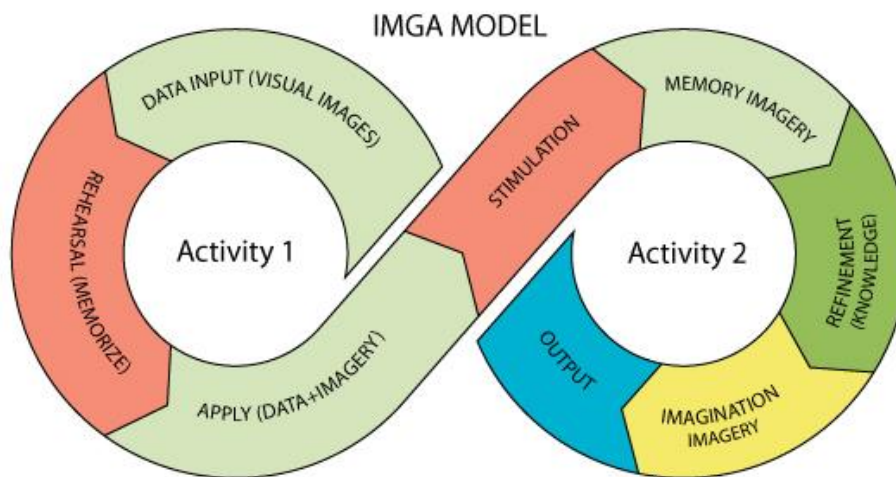 IMGA MODEL
DATA INPUT (VISUAL IMAGES)
REHEARSAL (MEMORIZE)
APPLY (DATA+IMAGERY)
Activity 1
STIMULATION
MEMORY IMAGERY
REFINEMENT
(KNOWLEDGE)
IMAGINATION
IMAGERY
OUTPUT
Activity 2